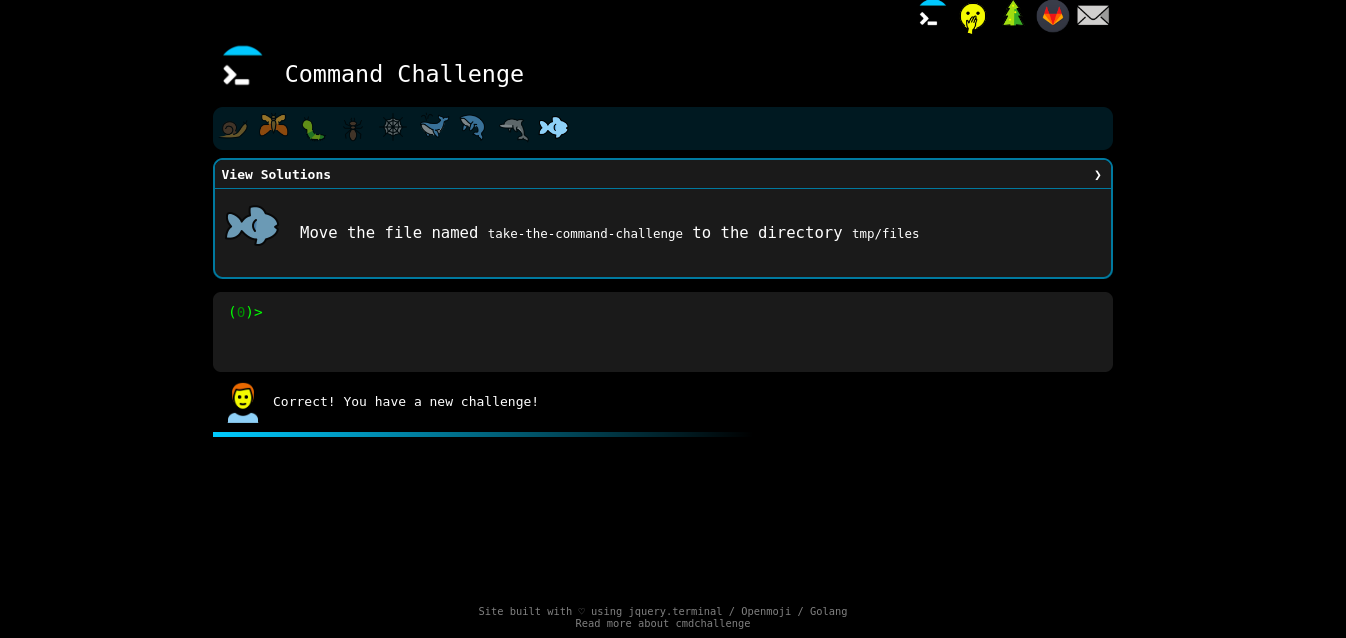 Command Challenge
View Solutions ❯
Move the file named take-the-command-challenge to the directory tmp/files
(0)>
Correct! You have a new challenge!
Site built with ♡ using jquery.terminal / Openmoji / Golang
Read more about cmdchallenge